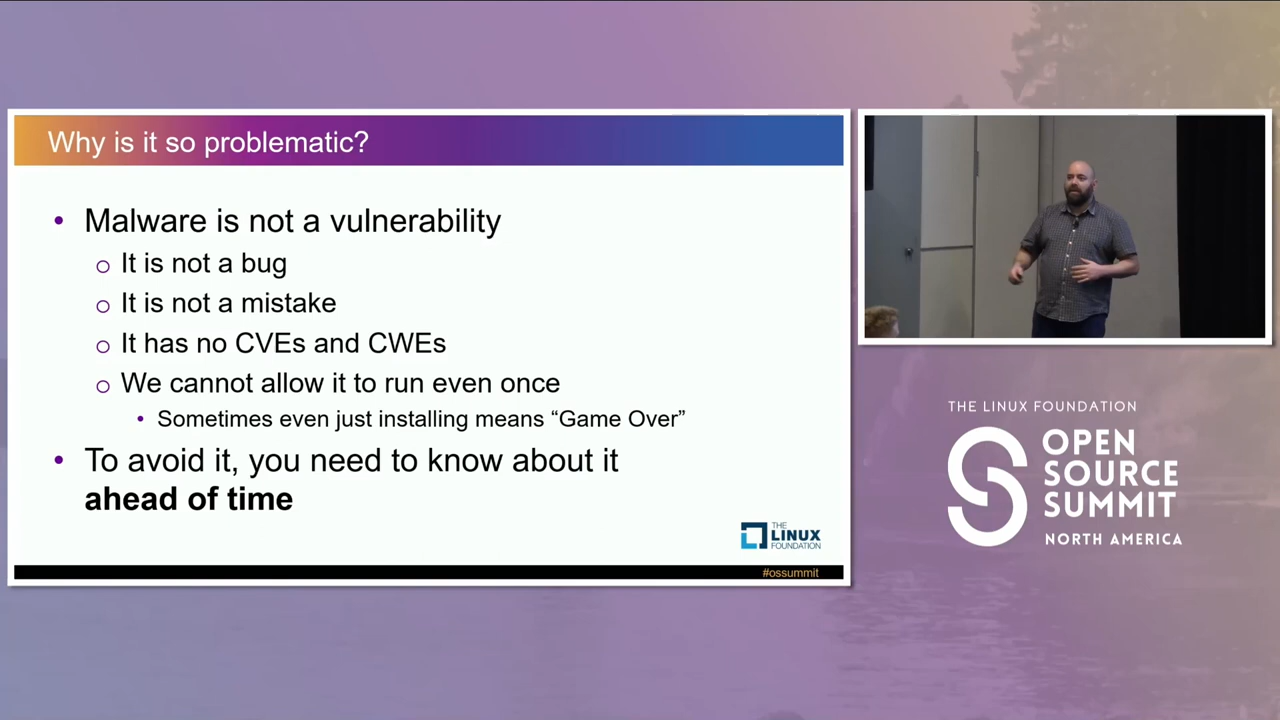 Why is it so problematic?
• Malware is not a vulnerability
o It is not a bug
o It is not a mistake
o It has no CVEs and CWEs
o We cannot allow it to run even once
• Sometimes even just installing means “Game Over”
• To avoid it, you need to know about it
ahead of time
THE
LINUX
FOUNDATION
#ossummit
THE LINUX FOUNDATION
OPEN
SOURCE
SUMMIT
NORTH AMERICA